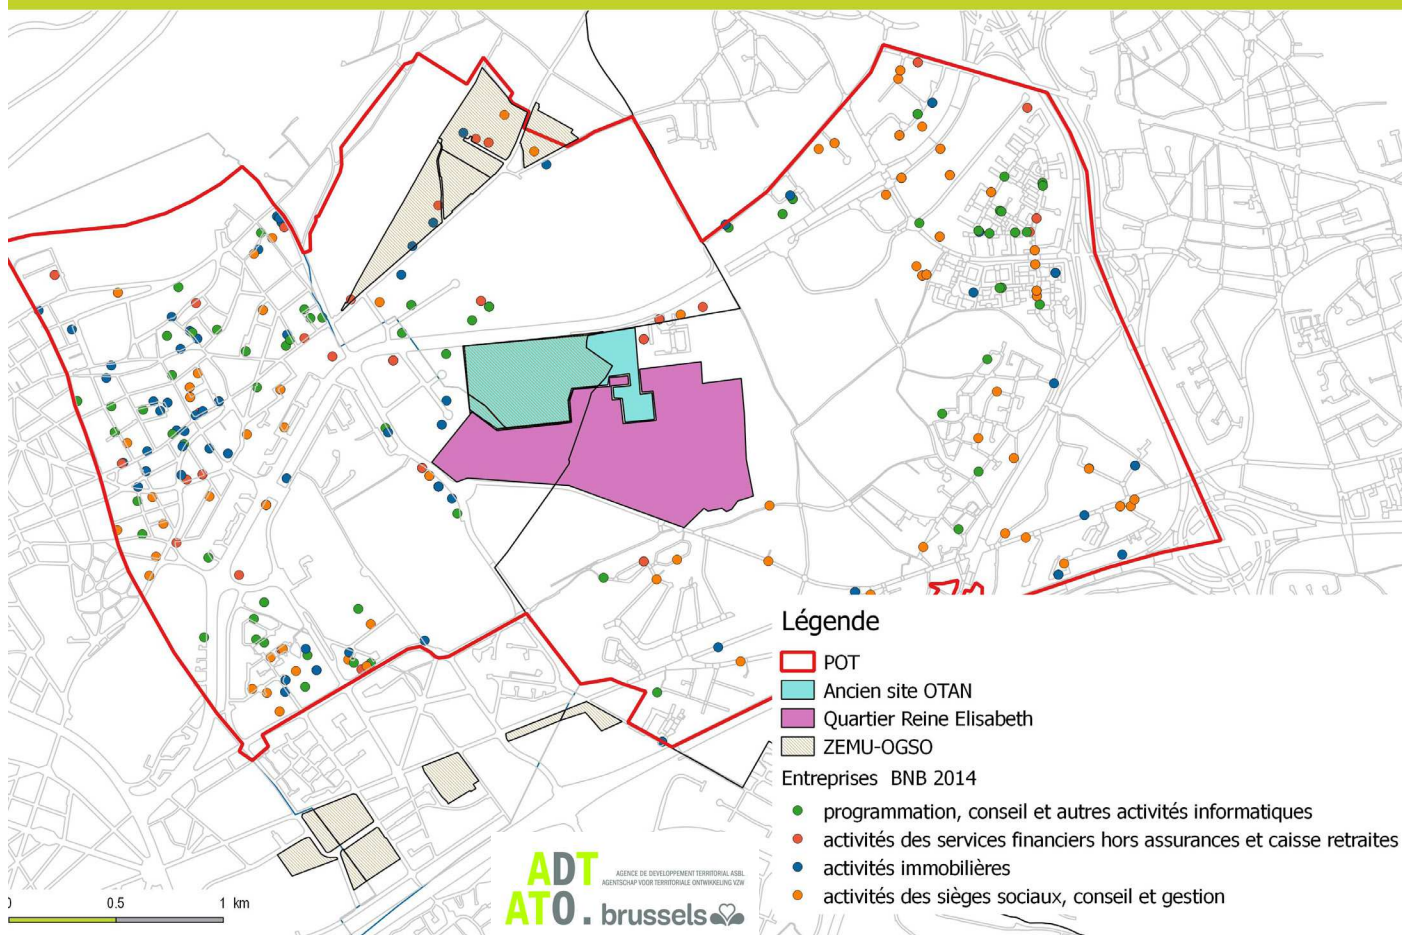 Légende
POT
Ancien site OTAN
Quartier Reine Elisabeth
ZEMU-OGSO
Entreprises BNB 2014
programmation, conseil et autres activités informatiques
activités des services financiers hors assurances et caisse retraites
activités immobilières
activités des sièges sociaux, conseil et gestion
0.5
1 km
ADT
ATO.
AGENCE DE DEVELOPPEMENT TERRITORIAL ASBL
AGENTSCHAP VOOR TERRITORIALE ONTWIKKELING VZW
brussels